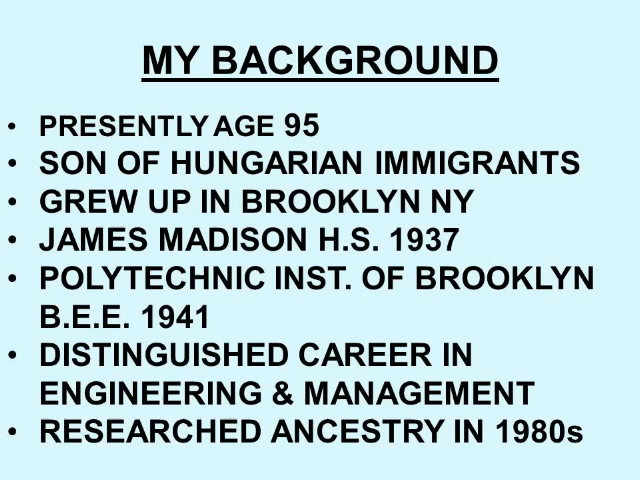 MY BACKGROUND
• PRESENTLY AGE 95
• SON OF HUNGARIAN IMMIGRANTS
• GREW UP IN BROOKLYN NY
• JAMES MADISON H.S. 1937
• POLYTECHNIC INST. OF BROOKLYN
B.E.E. 1941
• DISTINGUISHED CAREER IN
ENGINEERING & MANAGEMENT
• RESEARCHED ANCESTRY IN 1980s